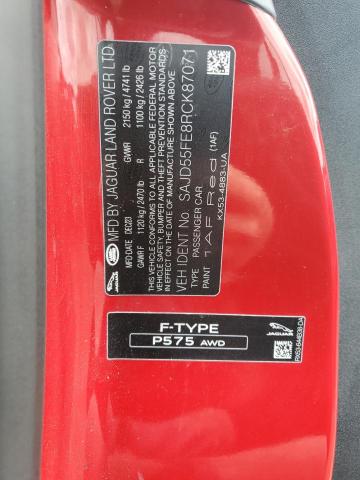 MFD BY JAGUAR LAND ROVER LTD.
MFD DATE DEC/23 GVWR 2150 kg / 4741 lb
GAWR F 1120 kg / 2470 lb R 1100 kg / 2426 lb
THIS VEHICLE CONFORMS TO ALL APPLICABLE FEDERAL MOTOR
VEHICLE SAFETY, BUMPER AND THEFT PREVENTION
STANDARDS IN EFFECT ON THE DATE OF MANUFACTURE SHOWN ABOVE
VEH IDENT No. SAJD55FE8RCK87071
TYPE PASSENGER CAR
PAINT 1AF Red (1AF)
KX53-4883-UA
F-TYPE
P575 AWD
JAGUAR